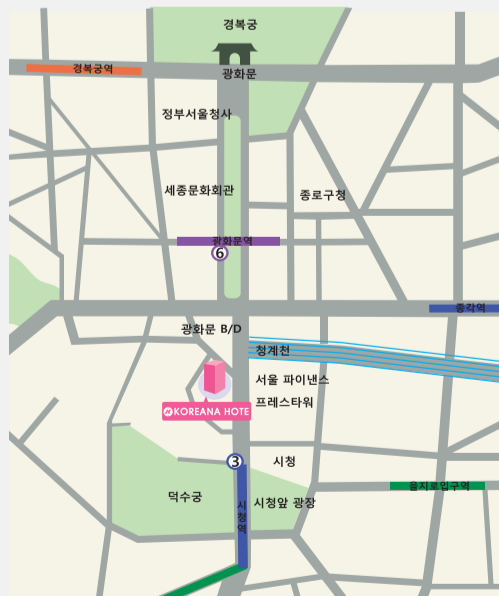 경복궁
경복궁역
광화문
정부서울청사
세종문화회관
종로구청
광화문역
6
종각역
광화문 B/D
청계천
서울 파이낸스
프레스타워
KOREANA HOTE
3
시청
을지로입구역
덕수궁
시청앞 광장
시청역